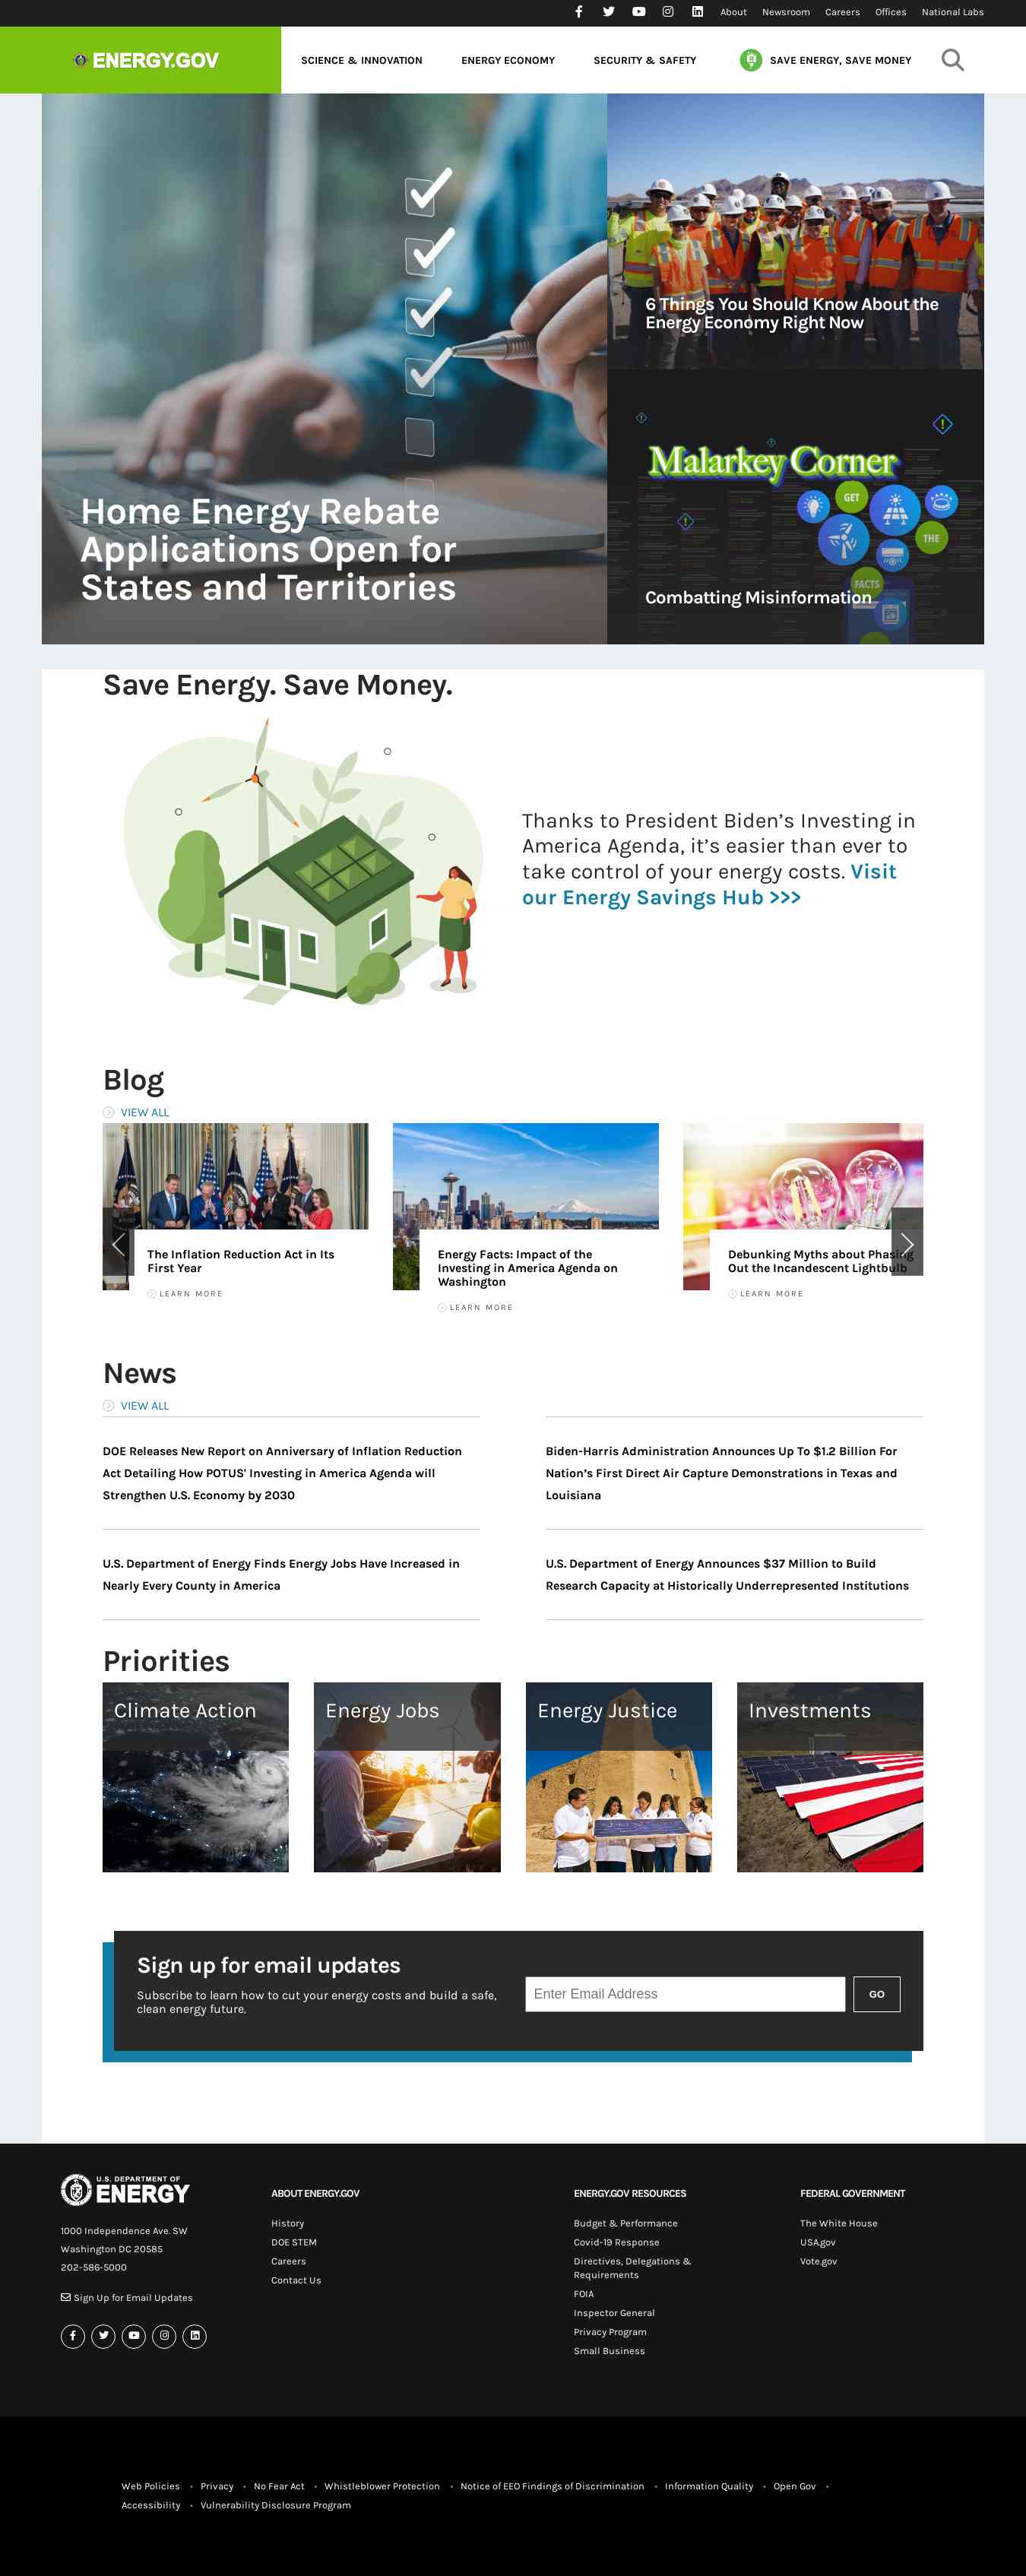 About Newsroom Careers Offices National Labs
ENERGY.GOV
SCIENCE & INNOVATION ENERGY ECONOMY SECURITY & SAFETY SAVE ENERGY, SAVE MONEY
Home Energy Rebate
Applications Open for
States and Territories
6 Things You Should Know About the
Energy Economy Right Now
Malarkey Corner
GET
THE
FACTS
Combatting Misinformation
Save Energy. Save Money.
Thanks to President Biden’s Investing in
America Agenda, it’s easier than ever to
take control of your energy costs. Visit
our Energy Savings Hub >>>
Blog
VIEW ALL
The Inflation Reduction Act in Its
First Year
LEARN MORE
Energy Facts: Impact of the
Investing in America Agenda on
Washington
LEARN MORE
Debunking Myths about Phasing
Out the Incandescent Lightbulb
LEARN MORE
News
VIEW ALL
DOE Releases New Report on Anniversary of Inflation Reduction
Act Detailing How POTUS' Investing in America Agenda will
Strengthen U.S. Economy by 2030
Biden-Harris Administration Announces Up To $1.2 Billion For
Nation’s First Direct Air Capture Demonstrations in Texas and
Louisiana
U.S. Department of Energy Finds Energy Jobs Have Increased in
Nearly Every County in America
U.S. Department of Energy Announces $37 Million to Build
Research Capacity at Historically Underrepresented Institutions
Priorities
Climate Action
Energy Jobs
Energy Justice
Investments
Sign up for email updates
Subscribe to learn how to cut your energy costs and build a safe,
clean energy future.
Enter Email Address
GO
U.S. DEPARTMENT OF
ENERGY
1000 Independence Ave. SW
Washington DC 20585
202-586-5000
Sign Up for Email Updates
ABOUT ENERGY.GOV
History
DOE STEM
Careers
Contact Us
ENERGY.GOV RESOURCES
Budget & Performance
Covid-19 Response
Directives, Delegations &
Requirements
FOIA
Inspector General
Privacy Program
Small Business
FEDERAL GOVERNMENT
The White House
USA.gov
Vote.gov
Web Policies • Privacy • No Fear Act • Whistleblower Protection • Notice of EEO Findings of Discrimination • Information Quality • Open Gov •
Accessibility • Vulnerability Disclosure Program